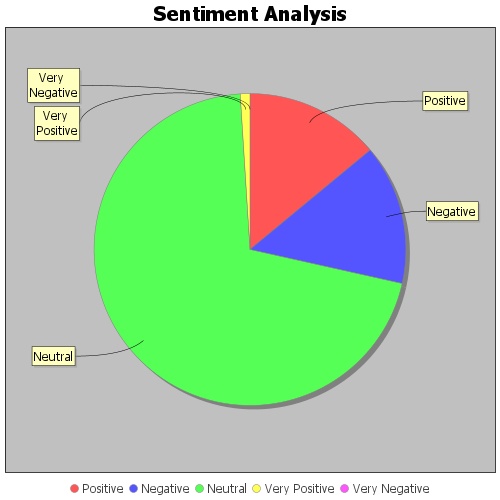 Sentiment Analysis
Very
Negative
Very
Positive
Positive
Negative
Neutral
Positive Negative Neutral Very Positive Very Negative